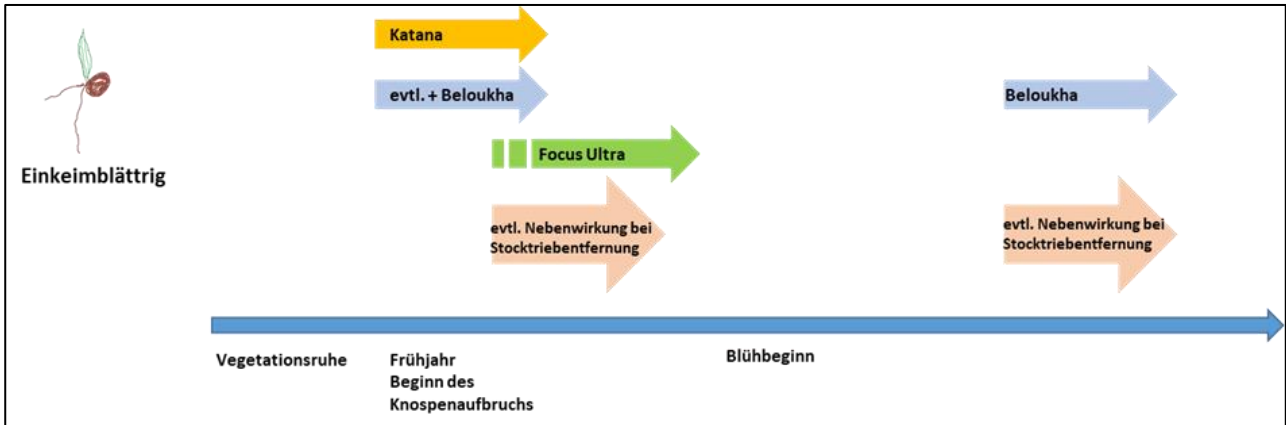 Katana
evtl. + Beloukha
Beloukha
Focus Ultra
Einkeimblättrig
evtl. Nebenwirkung bei
Stocktriebentfernung
evtl. Nebenwirkung bei
Stocktriebentfernung
Vegetationsruhe
Frühjahr
Beginn des
Knospenaufbruchs
Blühbeginn